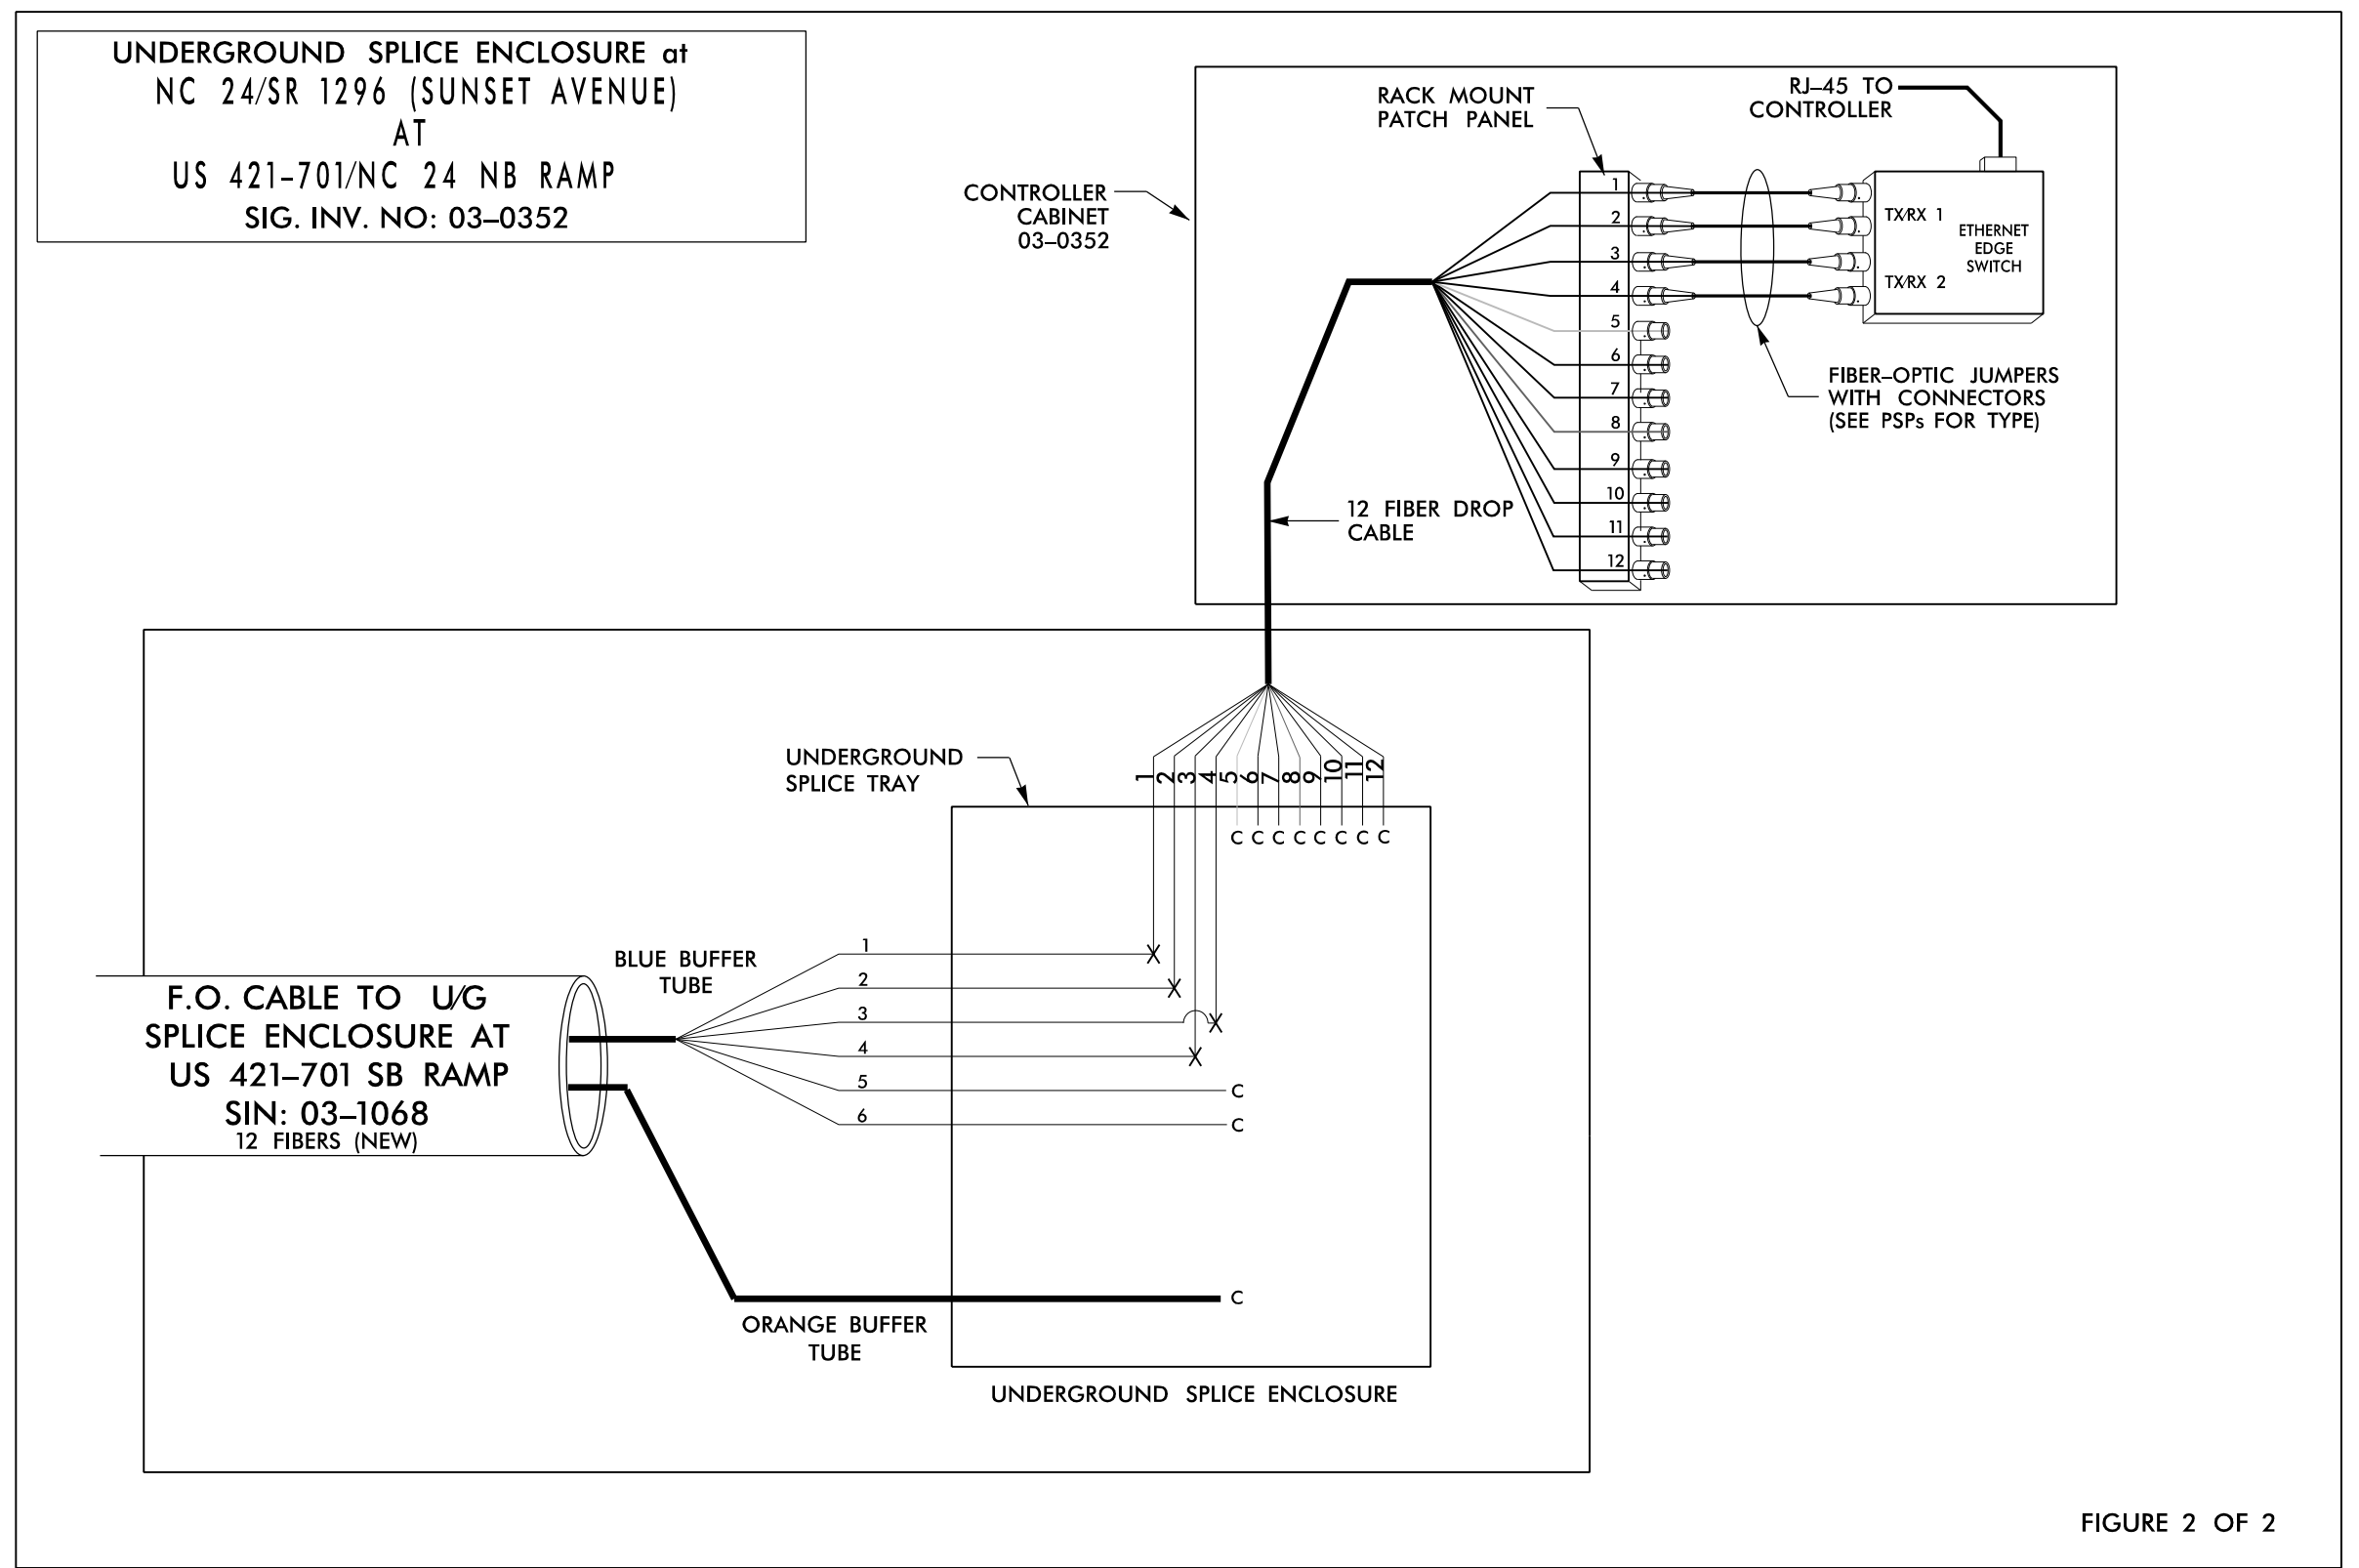 UNDERGROUND SPLICE ENCLOSURE at
NC 24/SR 1296 (SUNSET AVENUE)
AT
US 421-701/NC 24 NB RAMP
SIG. INV. NO: 03-0352
RACK MOUNT
PATCH PANEL
RJ-45 TO
CONTROLLER
CONTROLLER
CABINET
03-0352
1
2
3
4
5
6
7
8
9
10
11
12
TX/RX 1
TX/RX 2
ETHERNET
EDGE
SWITCH
FIBER-OPTIC JUMPERS
WITH CONNECTORS
(SEE PSPs FOR TYPE)
12 FIBER DROP
CABLE
UNDERGROUND
SPLICE TRAY
1
2
3
4
5
6
7
8
9
10
11
12
C C C C C C C C
BLUE BUFFER
TUBE
1
2
3
4
5
C
6
C
F.O. CABLE TO U/G
SPLICE ENCLOSURE AT
US 421-701 SB RAMP
SIN: 03-1068
12 FIBERS (NEW)
C
ORANGE BUFFER
TUBE
UNDERGROUND SPLICE ENCLOSURE
FIGURE 2 OF 2